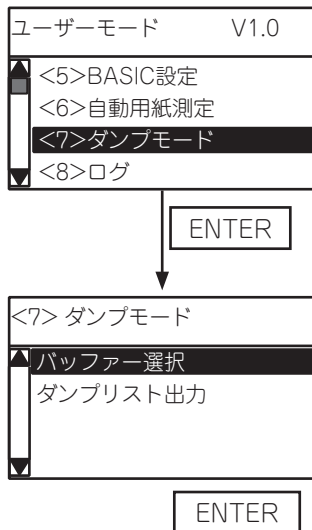 ユーザーモード V1.0
<5>BASIC設定
<6>自動用紙測定
<7>ダンプモード
<8>ログ
ENTER
<7> ダンプモード
バッファー選択
ダンプリスト出力
ENTER